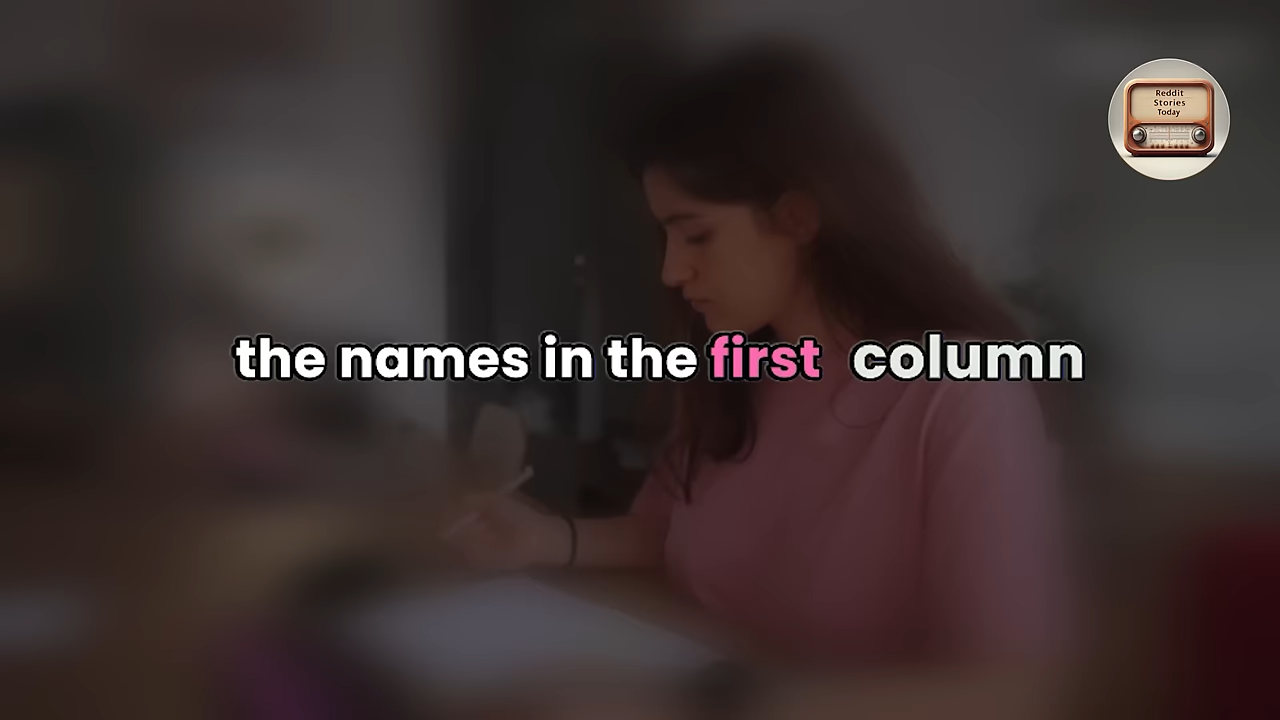 Reddit
Stories
Today
the names in the first column